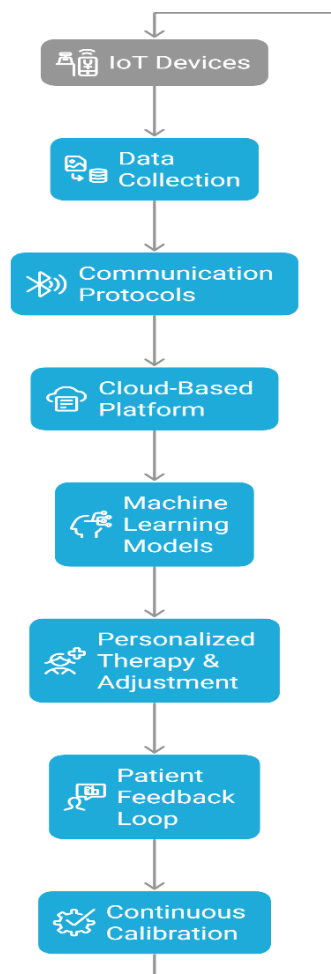 IoT Devices
Data
Collection
Communication
Protocols
Cloud-Based
Platform
Machine
Learning
Models
Personalized
Therapy &
Adjustment
Patient
Feedback
Loop
Continuous
Calibration